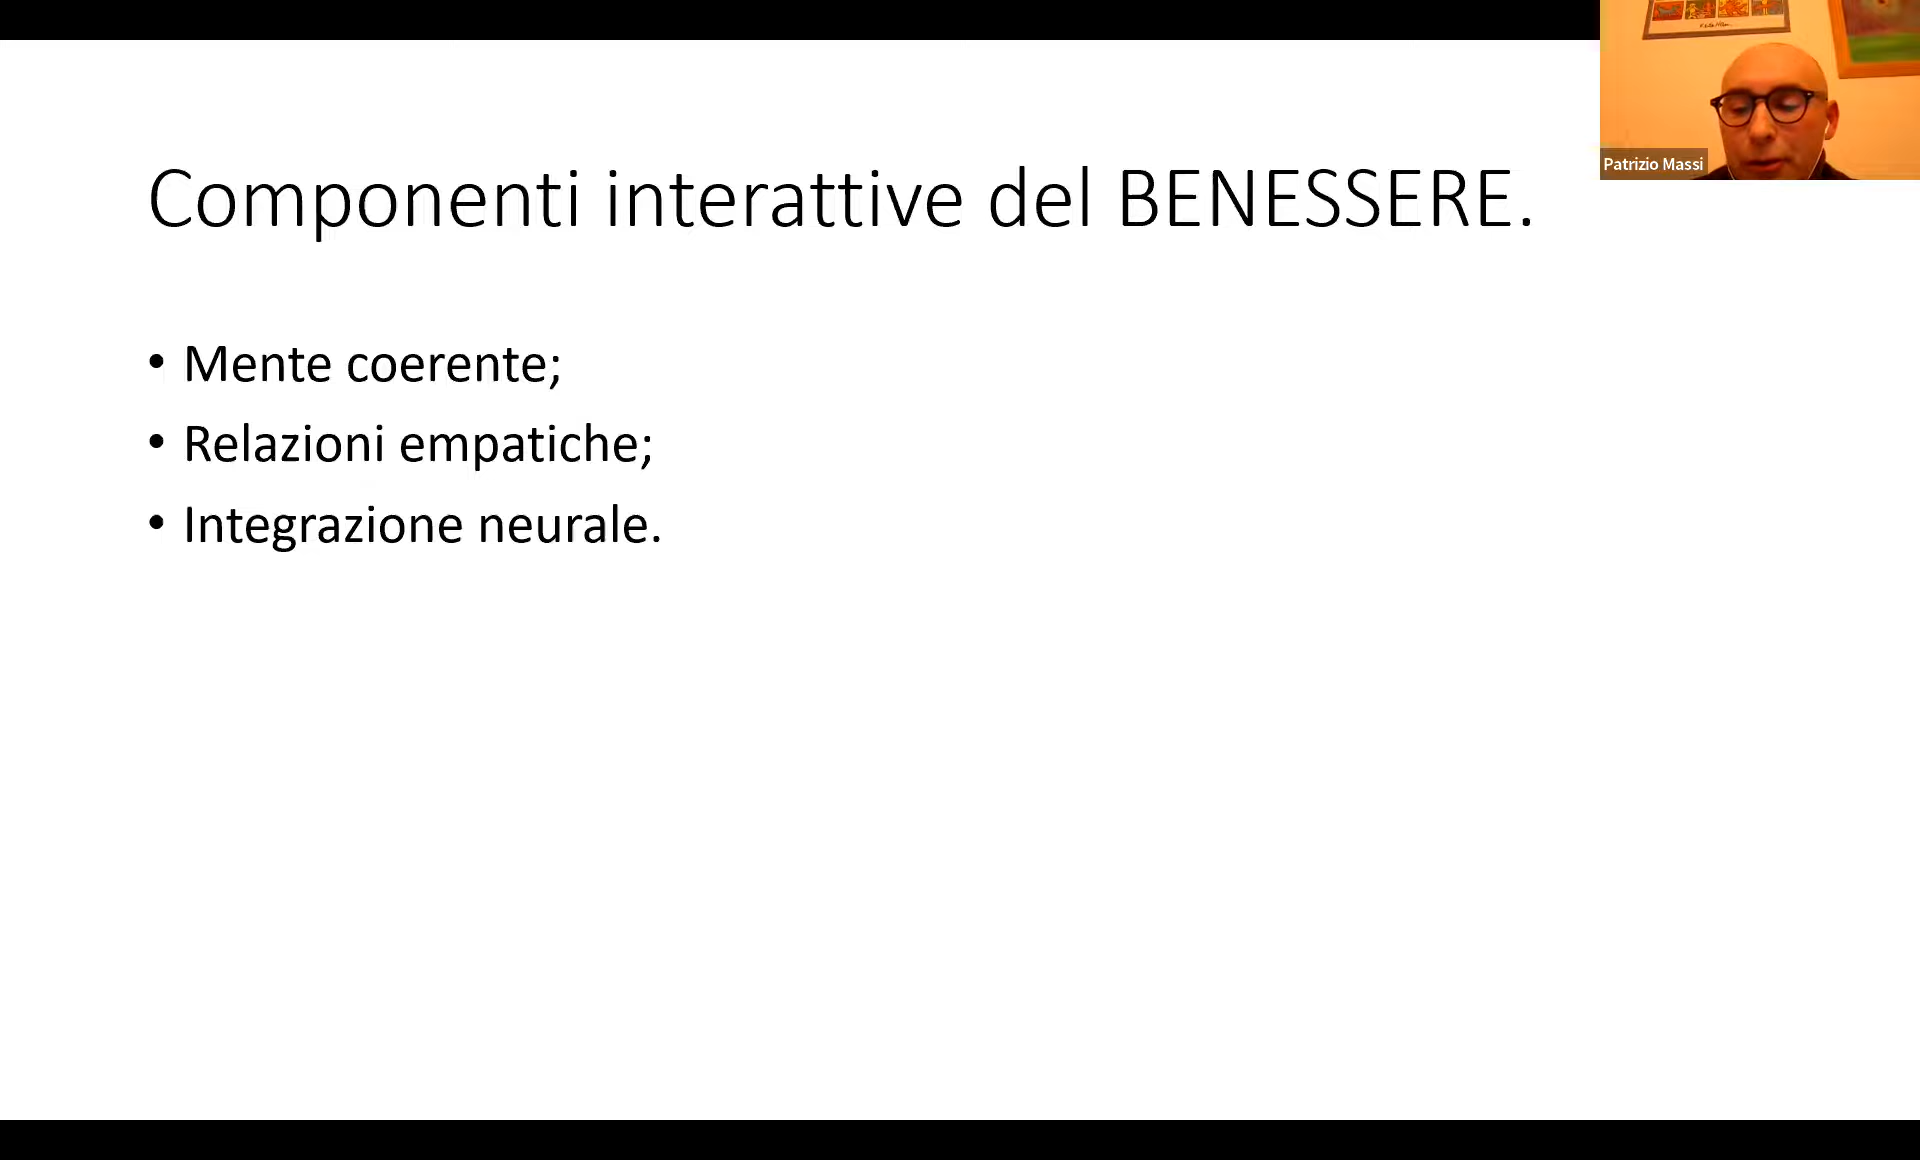 Componenti interattive del BENESSERE.
• Mente coerente;
• Relazioni empatiche;
• Integrazione neurale.
Patrizio Massi